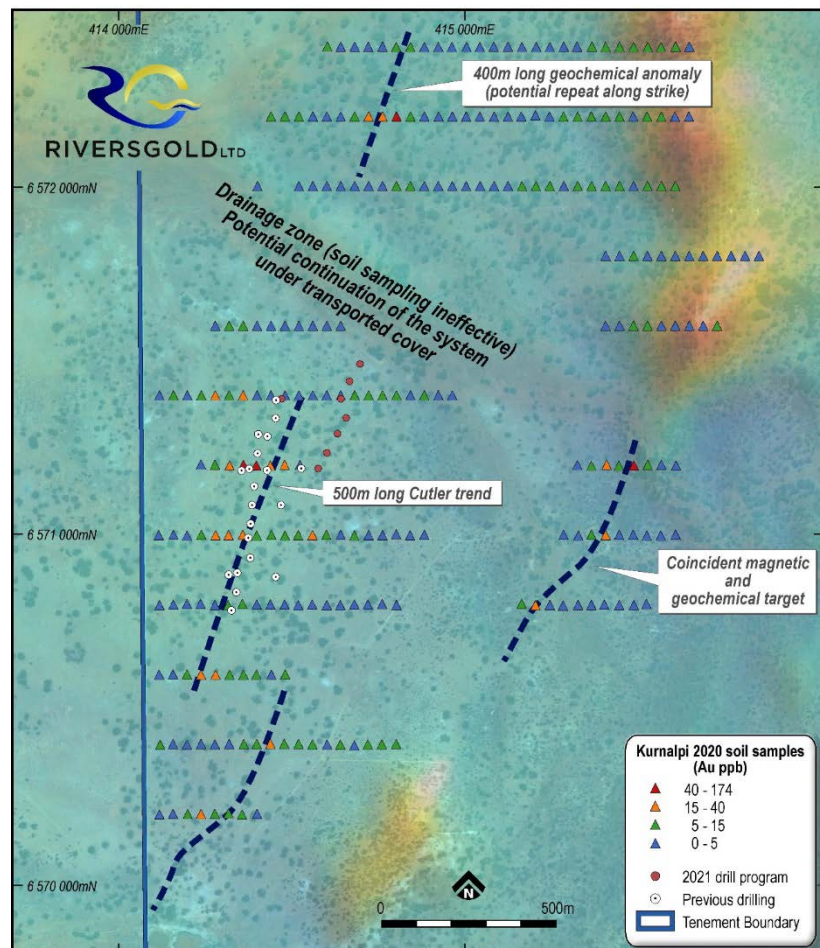 414 000mE
415 000mE
RIVERSGOLD LTD
400m long geochemical anomaly
(potential repeat along strike)
6 572 000mN
Drainage zone (soil sampling ineffective)
Potential continuation of the system
under transported cover
500m long Cutler trend
6 571 000mN
Coincident magnetic
and
geochemical target
Kurnalpi 2020 soil samples
(Au ppb)
40 - 174
15 - 40
5 - 15
0 - 5
2021 drill program
Previous drilling
Tenement Boundary
6 570 000mN
N
0
500m